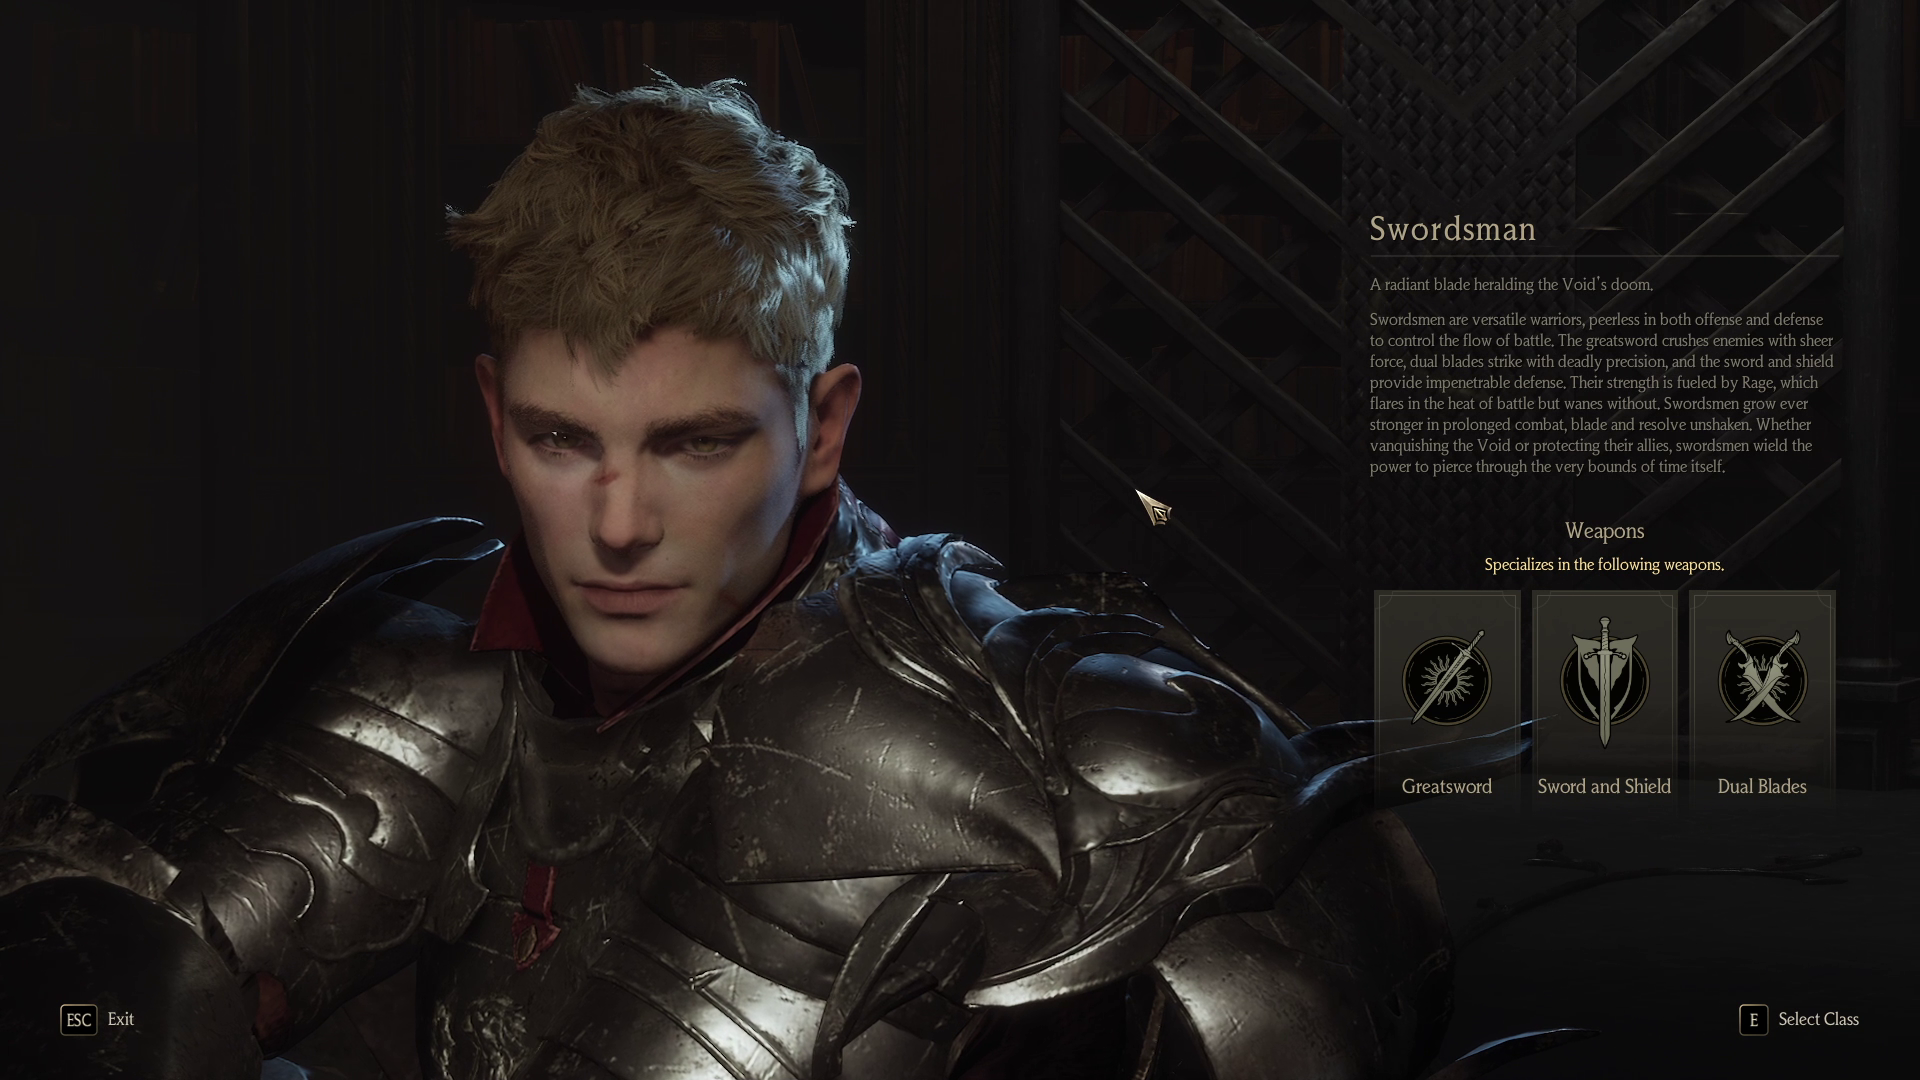 Swordsman
A radiant blade heralding the Void's doom.
Swordsmen are versatile warriors, peerless in both offense and defense
to control the flow of battle. The greatsword crushes enemies with sheer
force, dual blades strike with deadly precision, and the sword and shield
provide impenetrable defense. Their strength is fueled by Rage, which
flares in the heat of battle but wanes without. Swordsmen grow ever
stronger in prolonged combat, blade and resolve unshaken. Whether
vanquishing the Void or protecting their allies, swordsmen wield the
power to pierce through the very bounds of time itself.
Weapons
Specializes in the following weapons.
Greatsword
Sword and Shield
Dual Blades
ESC Exit
E Select Class